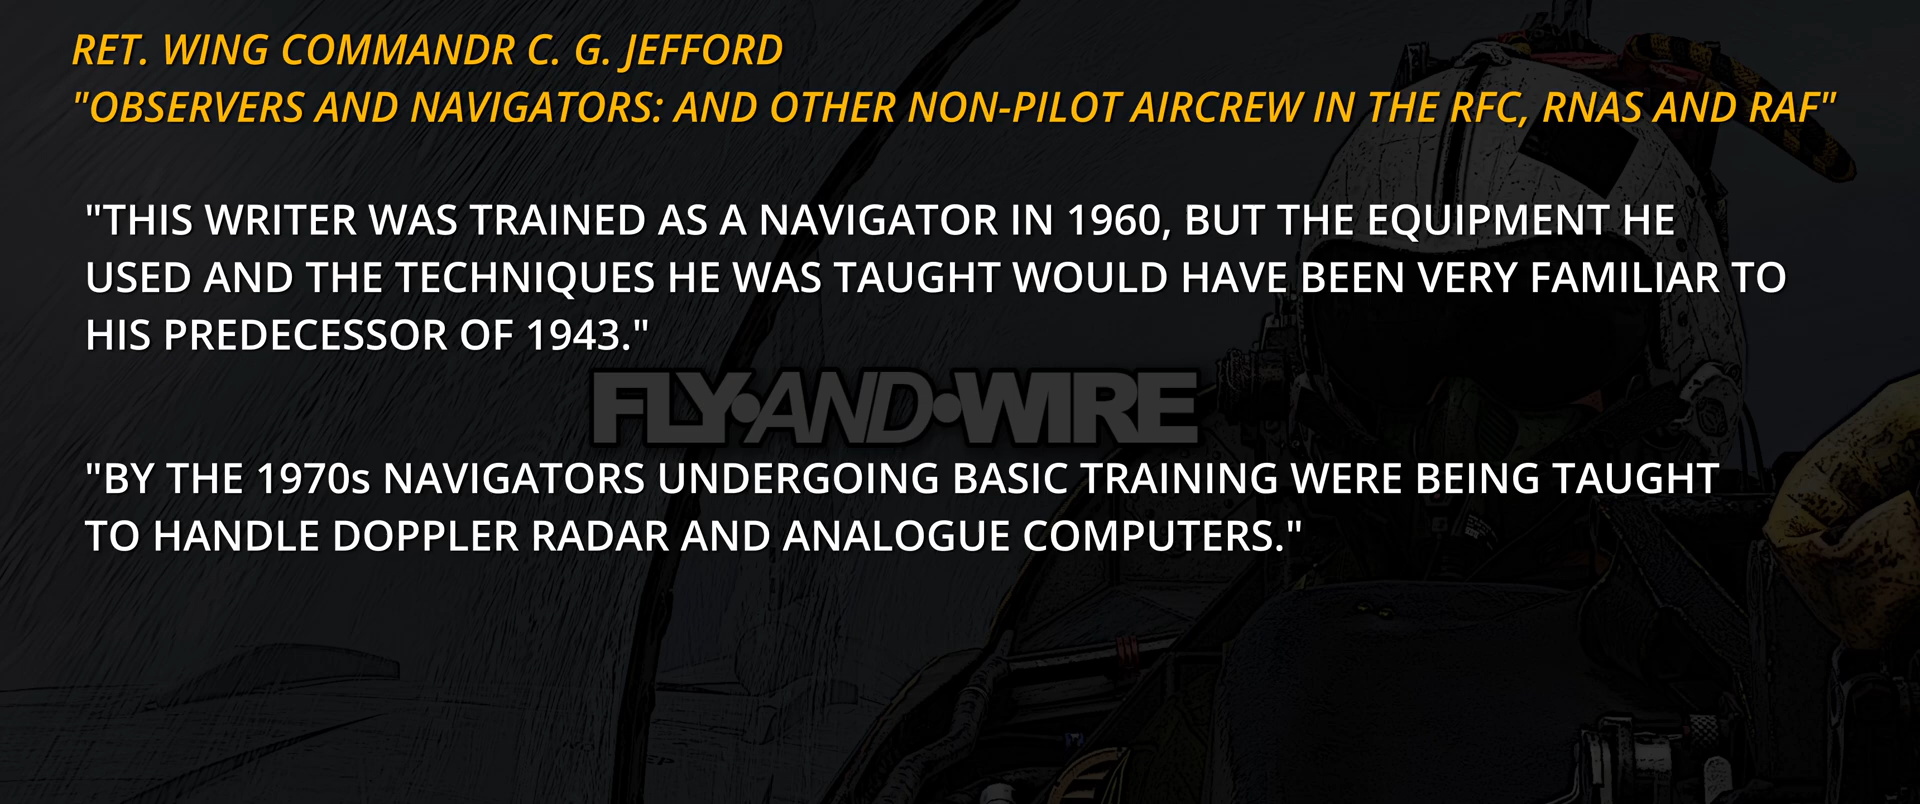 RET. WING COMMANDR C. G. JEFFORD
"OBSERVERS AND NAVIGATORS: AND OTHER NON-PILOT AIRCREW IN THE RFC, RNAS AND RAF"
"THIS WRITER WAS TRAINED AS A NAVIGATOR IN 1960, BUT THE EQUIPMENT HE
USED AND THE TECHNIQUES HE WAS TAUGHT WOULD HAVE BEEN VERY FAMILIAR TO
HIS PREDECESSOR OF 1943."
FLY•AND•WIRE
"BY THE 1970s NAVIGATORS UNDERGOING BASIC TRAINING WERE BEING TAUGHT
TO HANDLE DOPPLER RADAR AND ANALOGUE COMPUTERS."